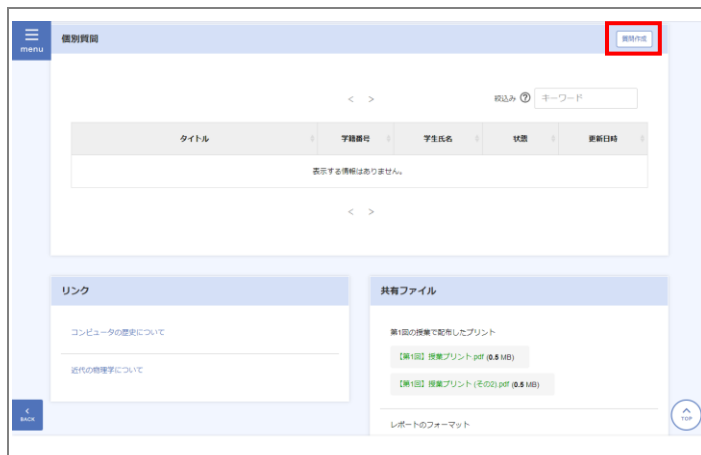 menu
個別質問
質問作成
< >
絞込み ? キーワード
タイトル 学籍番号 学生氏名 状態 更新日時
表示する情報はありません。
< >
リンク
コンピュータの歴史について
近代の物理学について
共有ファイル
第1回の授業で配布したプリント
【第1回】授業プリント.pdf (0.5 MB)
【第1回】授業プリント(その2).pdf (0.5 MB)
レポートのフォーマット
BACK
TOP